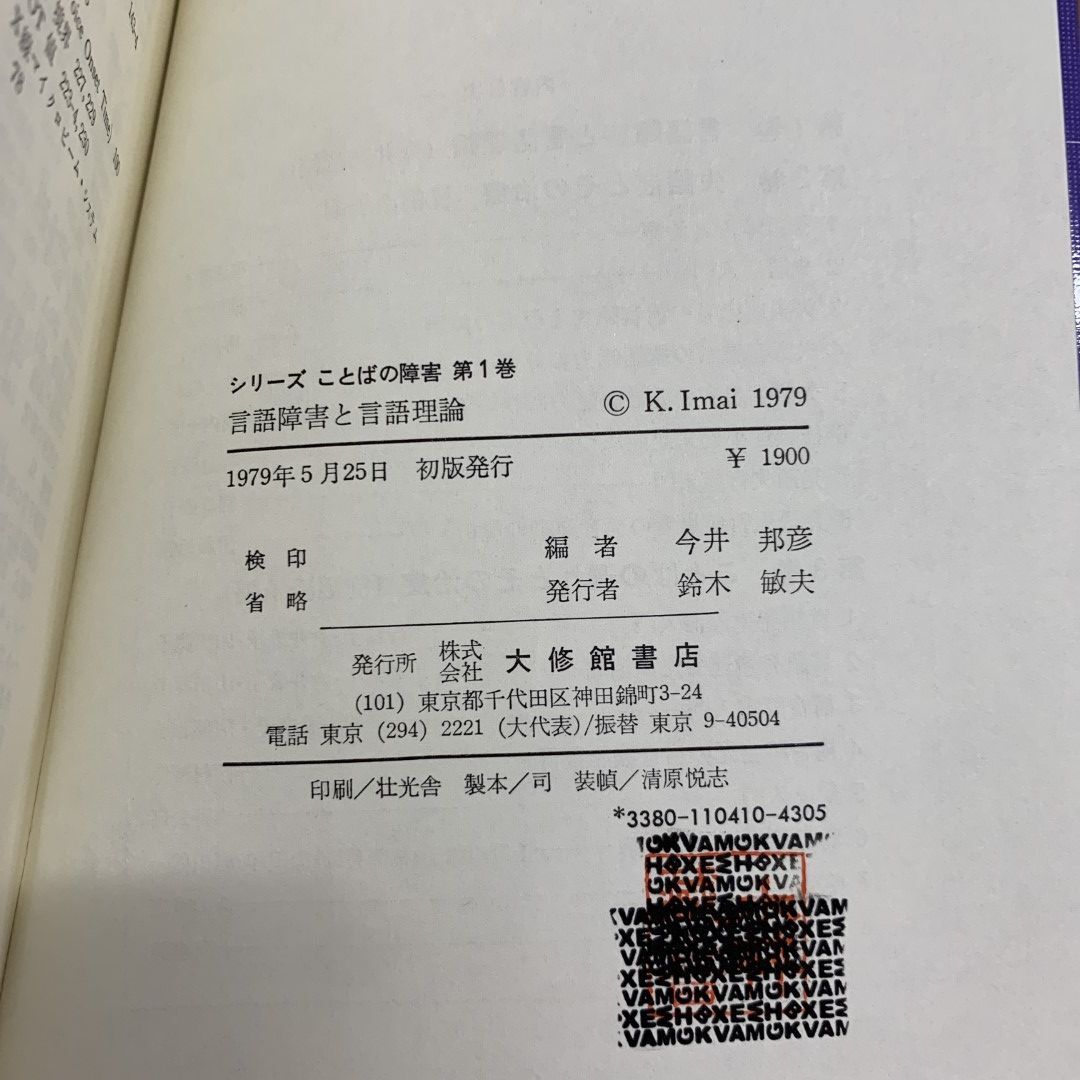 シリーズ ことばの障害 第1巻
言語障害と言語理論 © K. Imai 1979
1979年5月25日 初版発行 ¥ 1900
検印 編者 今井 邦彦
省略 発行者 鈴木 敏夫
発行所 株式会社 大修館書店
(101) 東京都千代田区神田錦町3-24
電話 東京 (294) 2221 (大代表)/振替 東京 9-40504
印刷/壮光舎 製本/司 装幀/清原悦志
*3380-110410-4305